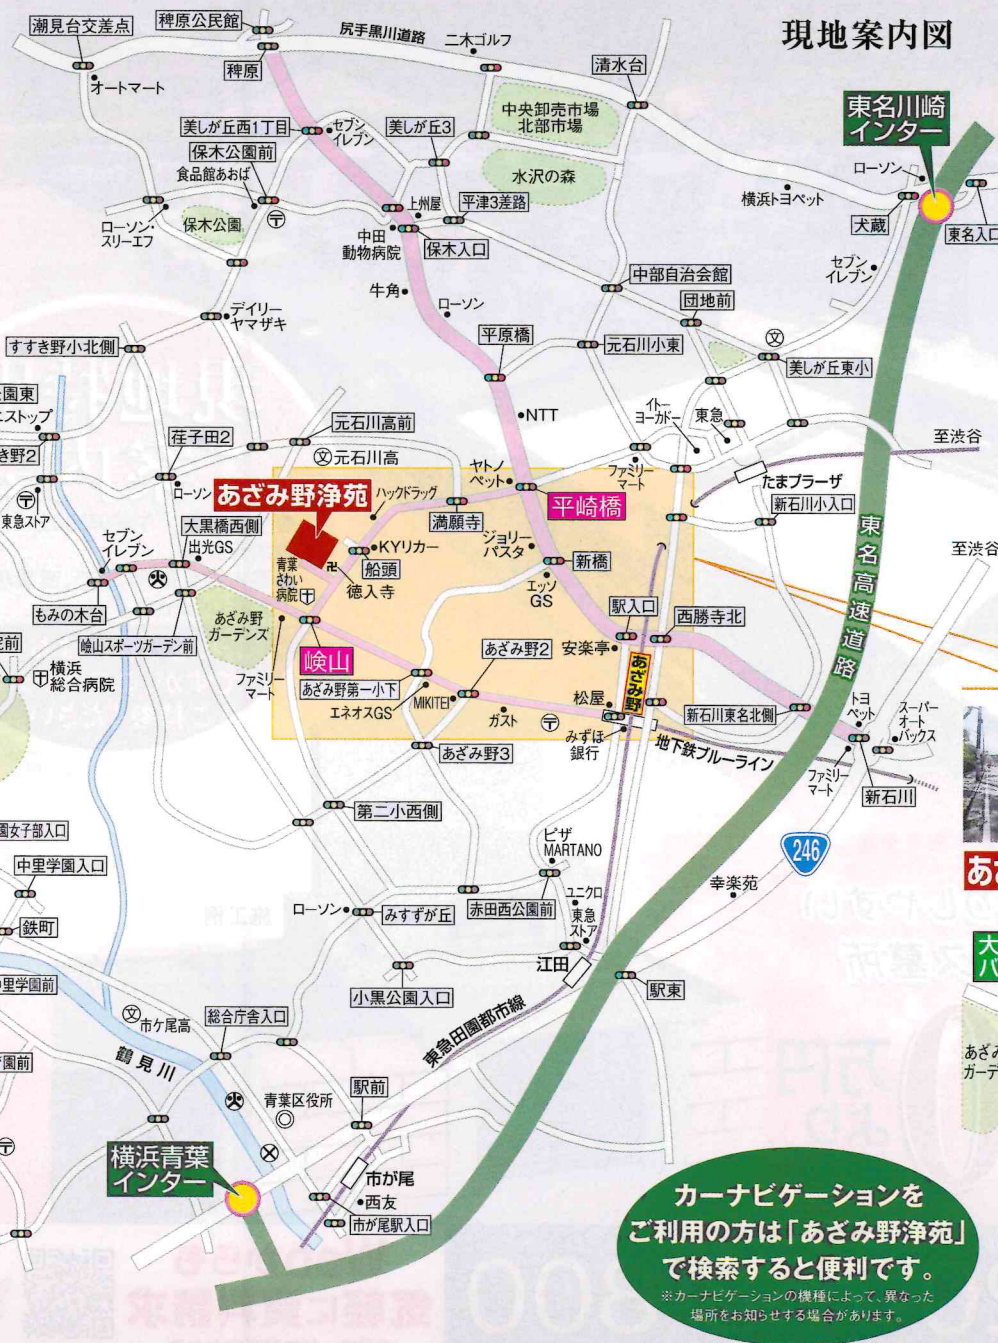 現地案内図
潮見台交差点
稗原公民館
尻手黒川道路
二木ゴルフ
稗原
オートマート
清水台
中央卸売市場
北部市場
東名川崎
インター
美しが丘西1丁目
セブン
イレブン
美しが丘3
保木公園前
食品館あおば
水沢の森
ローソン
横浜トヨペット
犬蔵
東名入口
ローソン・
スリーエフ
保木公園
上州屋
平津3差路
中田
動物病院
保木入口
セブン
イレブン
中部自治会館
牛角
ローソン
団地前
デイリー
ヤマザキ
すすき野小北側
平原橋
元石川小東
美しが丘東小
園東
ニストップ
き野2
NTT
イトー
ヨーカドー
東急
荏子田2
元石川高前
元石川高
至渋谷
ローソン
東急ストア
あざみ野浄苑
ハックドラッグ
ヤトノ
ペット
ファミリー
マート
たまプラーザ
平崎橋
満願寺
新石川小入口
大黒橋西側
出光GS
セブン
イレブン
KYリカー
船頭
ジョリー
パスタ
新橋
至渋谷
東名高速道路
もみの木台
青葉
さわい
病院
徳入寺
エッソ
GS
駅入口
西勝寺北
あざみ野
ガーデンズ
嶮山スポーツガーデン前
院前
横浜
総合病院
嶮山
あざみ野2
安楽亭
あざみ野
ファミリー
マート
あざみ野第一小下
エネオスGS
MIKITEI
ガスト
松屋
新石川東名北側
トヨ
ペット
スーパー
オート
バックス
あざみ野3
みずほ
銀行
地下鉄ブルーライン
ファミリー
マート
新石川
第二小西側
園女子部入口
ピザ
MARTANO
246
中里学園入口
幸楽苑
ローソン
みすずが丘
赤田西公園前
ユニクロ
東急
ストア
鉄町
江田
里学園前
小黒公園入口
駅東
市ケ尾高
総合庁舎入口
東急田園都市線
鶴見川
園前
青葉区役所
駅前
横浜青葉
インター
市が尾
西友
市が尾駅入口
カーナビゲーションを
ご利用の方は「あざみ野浄苑」
で検索すると便利です。
※カーナビゲーションの機種によって、異なった
場所をお知らせする場合があります。
あざみ
ガーデ